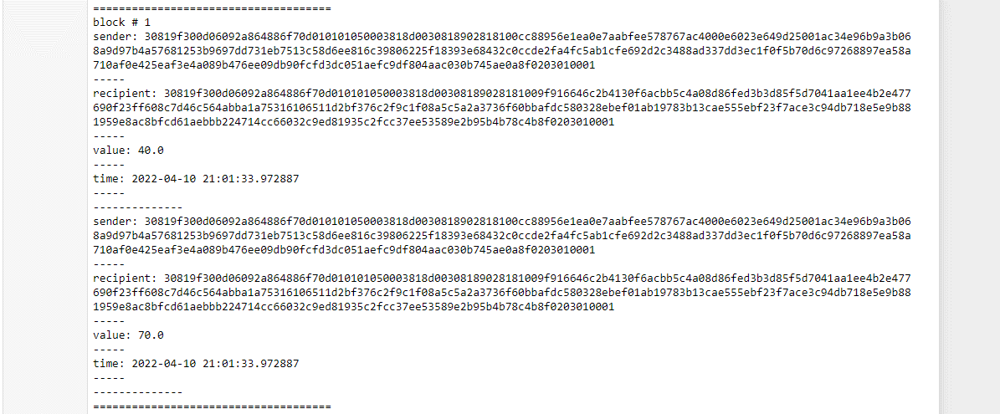 =====================================
block # 1
sender: 30819f300d06092a864886f70d010101050003818d0030818902818100cc88956e1ea0e7aabfee578767ac4000e6023e649d25001ac34e96b9a3b06
8a9d97b4a57681253b9697dd731eb7513c58d6ee816c39806225f18393e68432c0ccde2fa4fc5ab1cfe692d2c3488ad337dd3ec1f0f5b70d6c97268897ea58a
710af0e425eaf3e4a089b476ee09db90fcfd3dc051aefc9df804aac030b745ae0a8f0203010001
-----
recipient: 30819f300d06092a864886f70d010101050003818d00308189028181009f916646c2b4130f6acbb5c4a08d86fed3b3d85f5d7041aa1ee4b2e477
690f23ff608c7d46c564abba1a75316106511d2bf376c2f9c1f08a5c5a2a3736f60bbafdc580328ebef01ab19783b13cae555ebf23f7ace3c94db718e5e9b88
1959e8ac8bfcd61aebbb224714cc66032c9ed81935c2fcc37ee53589e2b95b4b78c4b8f0203010001
-----
value: 40.0
-----
time: 2022-04-10 21:01:33.972887
-----
--------------
sender: 30819f300d06092a864886f70d010101050003818d0030818902818100cc88956e1ea0e7aabfee578767ac4000e6023e649d25001ac34e96b9a3b06
8a9d97b4a57681253b9697dd731eb7513c58d6ee816c39806225f18393e68432c0ccde2fa4fc5ab1cfe692d2c3488ad337dd3ec1f0f5b70d6c97268897ea58a
710af0e425eaf3e4a089b476ee09db90fcfd3dc051aefc9df804aac030b745ae0a8f0203010001
-----
recipient: 30819f300d06092a864886f70d010101050003818d00308189028181009f916646c2b4130f6acbb5c4a08d86fed3b3d85f5d7041aa1ee4b2e477
690f23ff608c7d46c564abba1a75316106511d2bf376c2f9c1f08a5c5a2a3736f60bbafdc580328ebef01ab19783b13cae555ebf23f7ace3c94db718e5e9b88
1959e8ac8bfcd61aebbb224714cc66032c9ed81935c2fcc37ee53589e2b95b4b78c4b8f0203010001
-----
value: 70.0
-----
time: 2022-04-10 21:01:33.972887
-----
--------------
=====================================